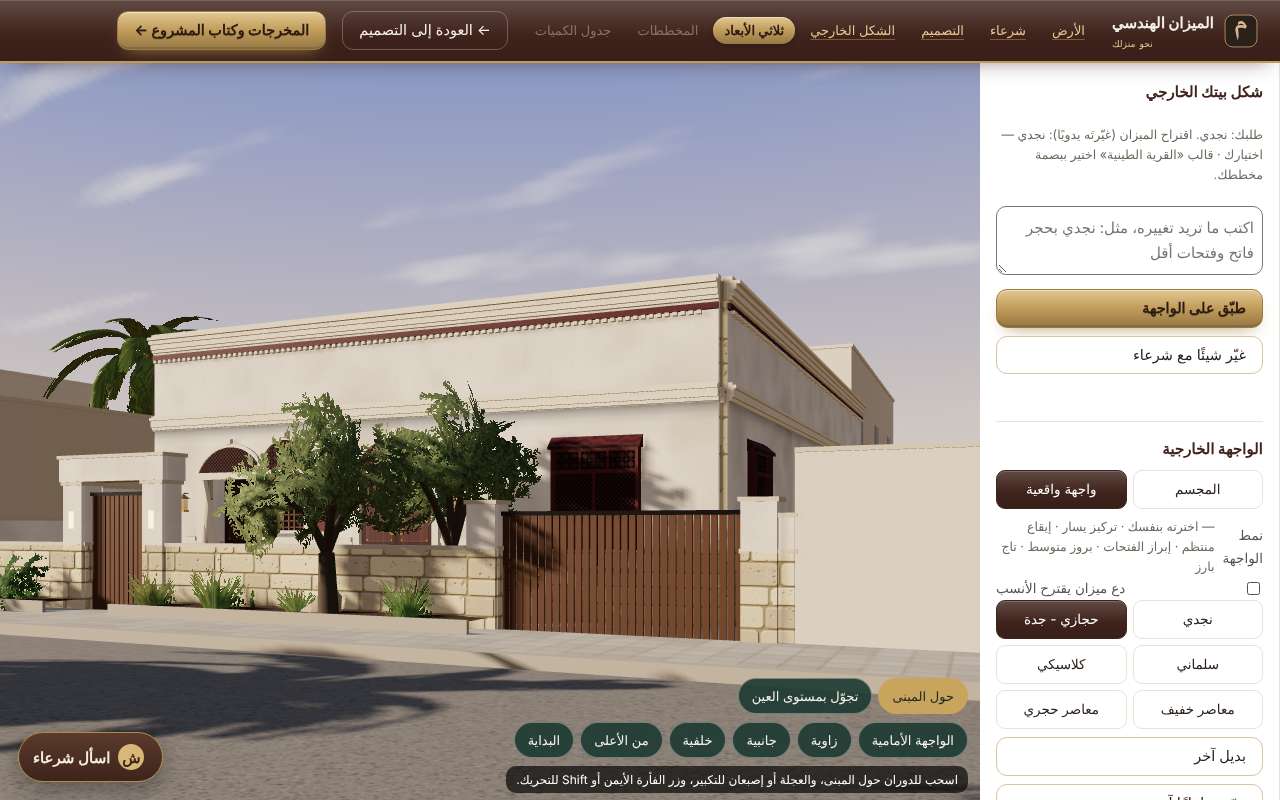 م
الميزان الهندسي
نحو منزلك
الأرض
شرعاء
التصميم
الشكل الخارجي
ثلاثي الأبعاد
المخططات
جدول الكميات
← العودة إلى التصميم
المخرجات وكتاب المشروع ←
شكل بيتك الخارجي
طلبك: نجدي. اقتراح الميزان (غيّرته يدويًا): نجدي —
اختيارك · قالب «القرية الطينية» اختير ببصمة
مخططك.
اكتب ما تريد تغييره، مثل: نجدي بحجر
فاتح وفتحات أقل
طبّق على الواجهة
غيّر شيئًا مع شرعاء
الواجهة الخارجية
المجسم
واجهة واقعية
نمط الواجهة
— اخترته بنفسك · تركيز يسار · إيقاع
منتظم · إبراز الفتحات · بروز متوسط · تاج
بارز
دع ميزان يقترح الأنسب
نجدي
حجازي - جدة
سلماني
كلاسيكي
معاصر خفيف
معاصر حجري
بديل آخر
حول المبنى
تجوّل بمستوى العين
الواجهة الأمامية
زاوية
جانبية
خلفية
من الأعلى
البداية
اسحب للدوران حول المبنى، والعجلة أو إصبعان للتكبير، وزر الفأرة الأيمن أو Shift للتحريك.
ش
اسأل شرعاء